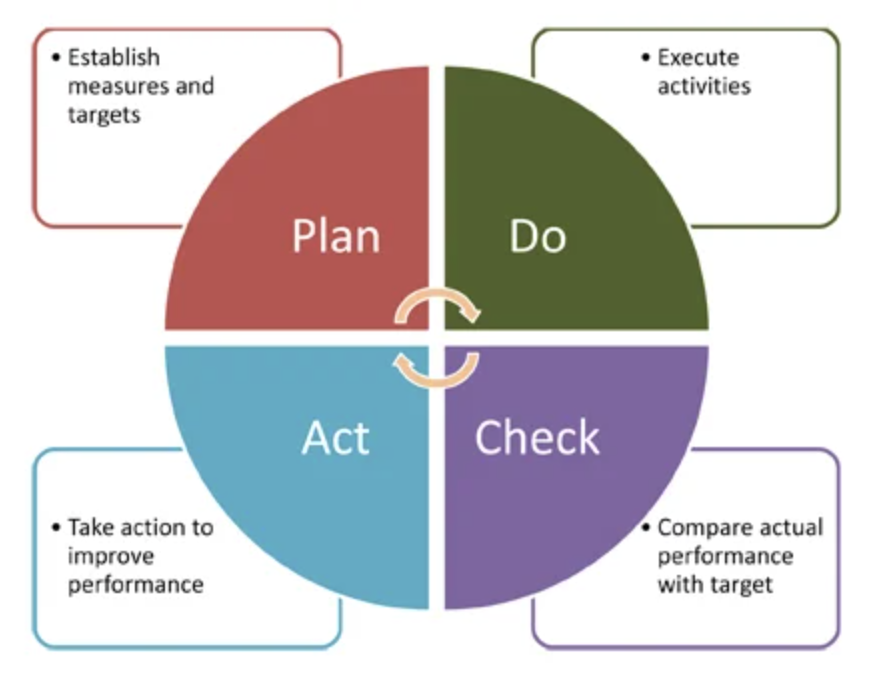 • Establish
measures and
targets
• Execute
activities
Plan
Do
Act
Check
• Take action to
improve
performance
• Compare actual
performance
with target